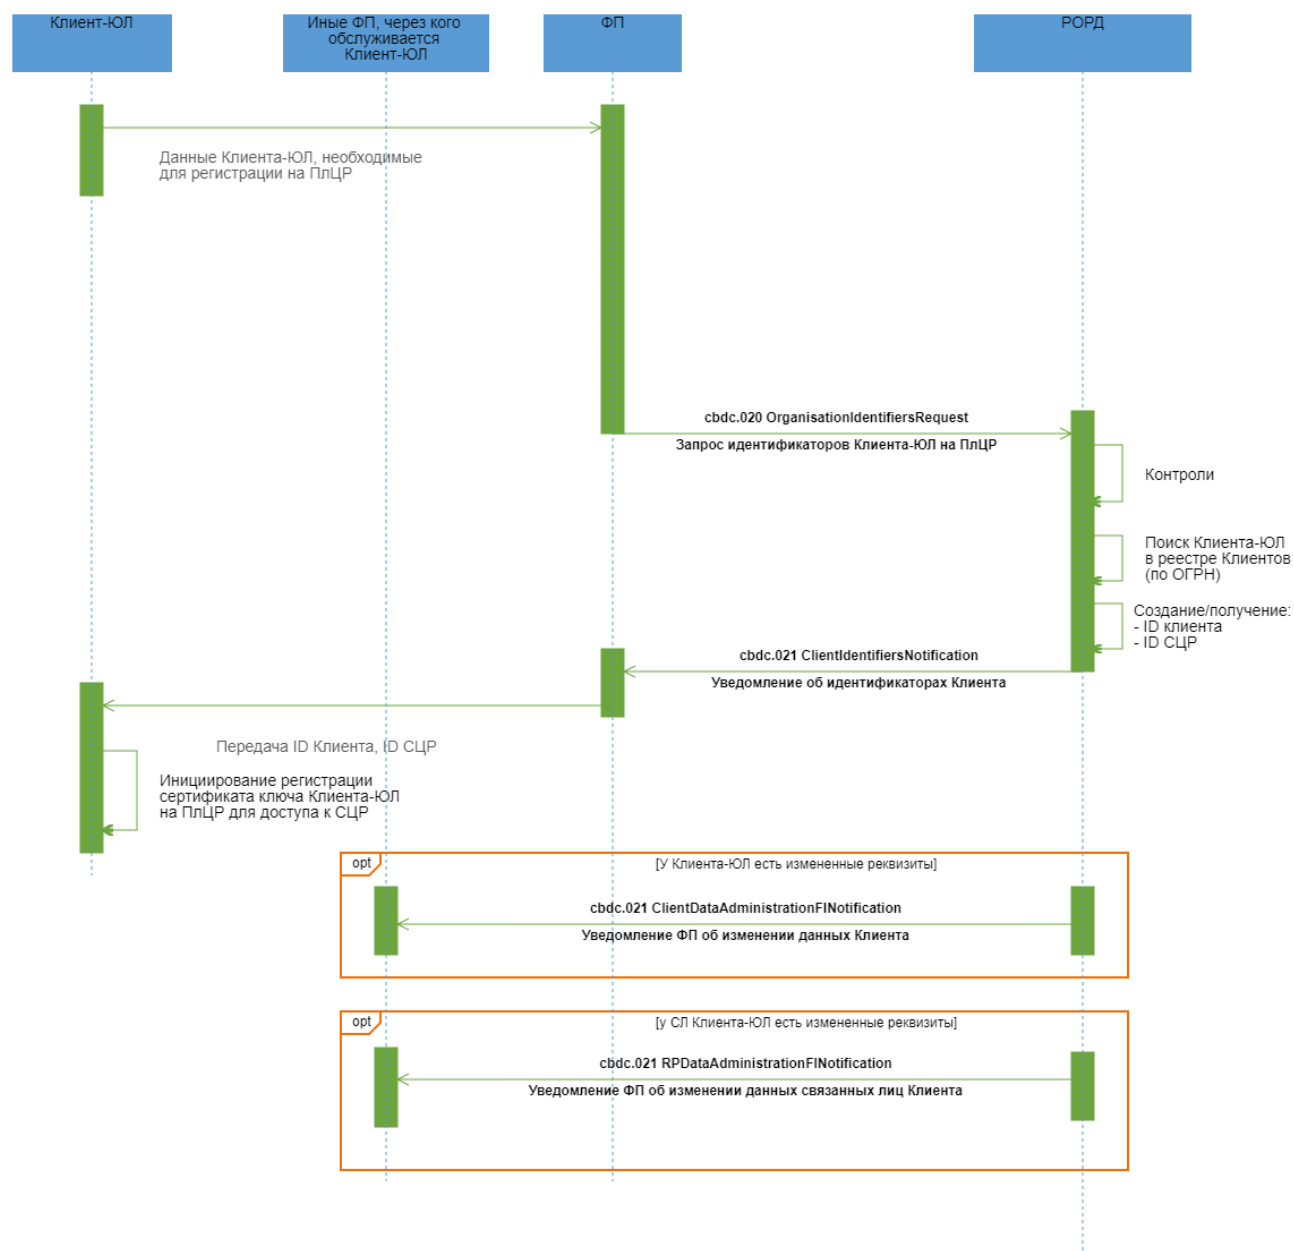 Клиент-ЮЛ
Иные ФП, через кого
обслуживается
Клиент-ЮЛ
ФП
РОРД
Данные Клиента-ЮЛ, необходимые
для регистрации на ПлЦР
cbdc.020 OrganisationIdentifiersRequest
Запрос идентификаторов Клиента-ЮЛ на ПлЦР
Контроли
Поиск Клиента-ЮЛ
в реестре Клиентов
(по ОГРН)
Создание/получение:
- ID клиента
- ID СЦР
cbdc.021 ClientIdentifiersNotification
Уведомление об идентификаторах Клиента
Передача ID Клиента, ID СЦР
Инициирование регистрации
сертификата ключа Клиента-ЮЛ
на ПлЦР для доступа к СЦР
opt
[У Клиента-ЮЛ есть измененные реквизиты]
cbdc.021 ClientDataAdministrationFINotification
Уведомление ФП об изменении данных Клиента
opt
[у СЛ Клиента-ЮЛ есть измененные реквизиты]
cbdc.021 RPDataAdministrationFINotification
Уведомление ФП об изменении данных связанных лиц Клиента